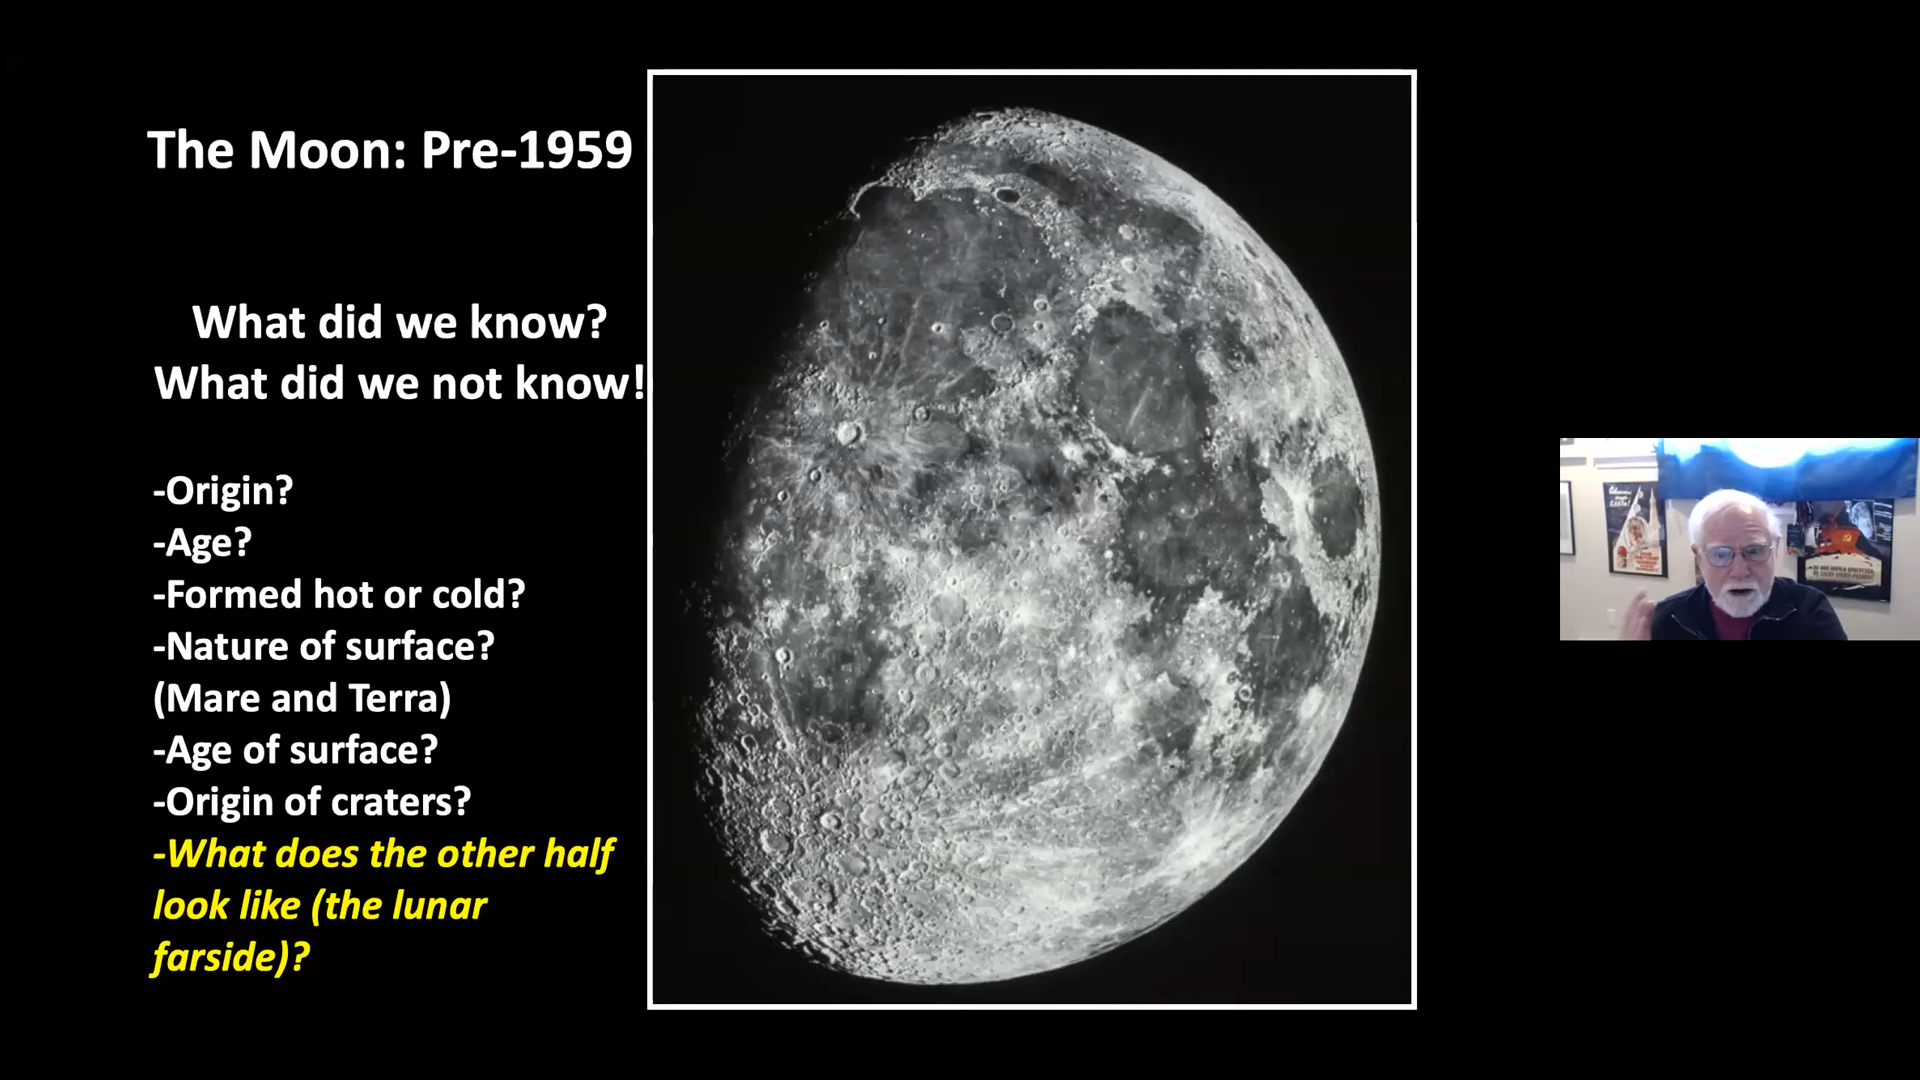 The Moon: Pre-1959
What did we know?
What did we not know!
-Origin?
-Age?
-Formed hot or cold?
-Nature of surface?
(Mare and Terra)
-Age of surface?
-Origin of craters?
-What does the other half
look like (the lunar
farside)?